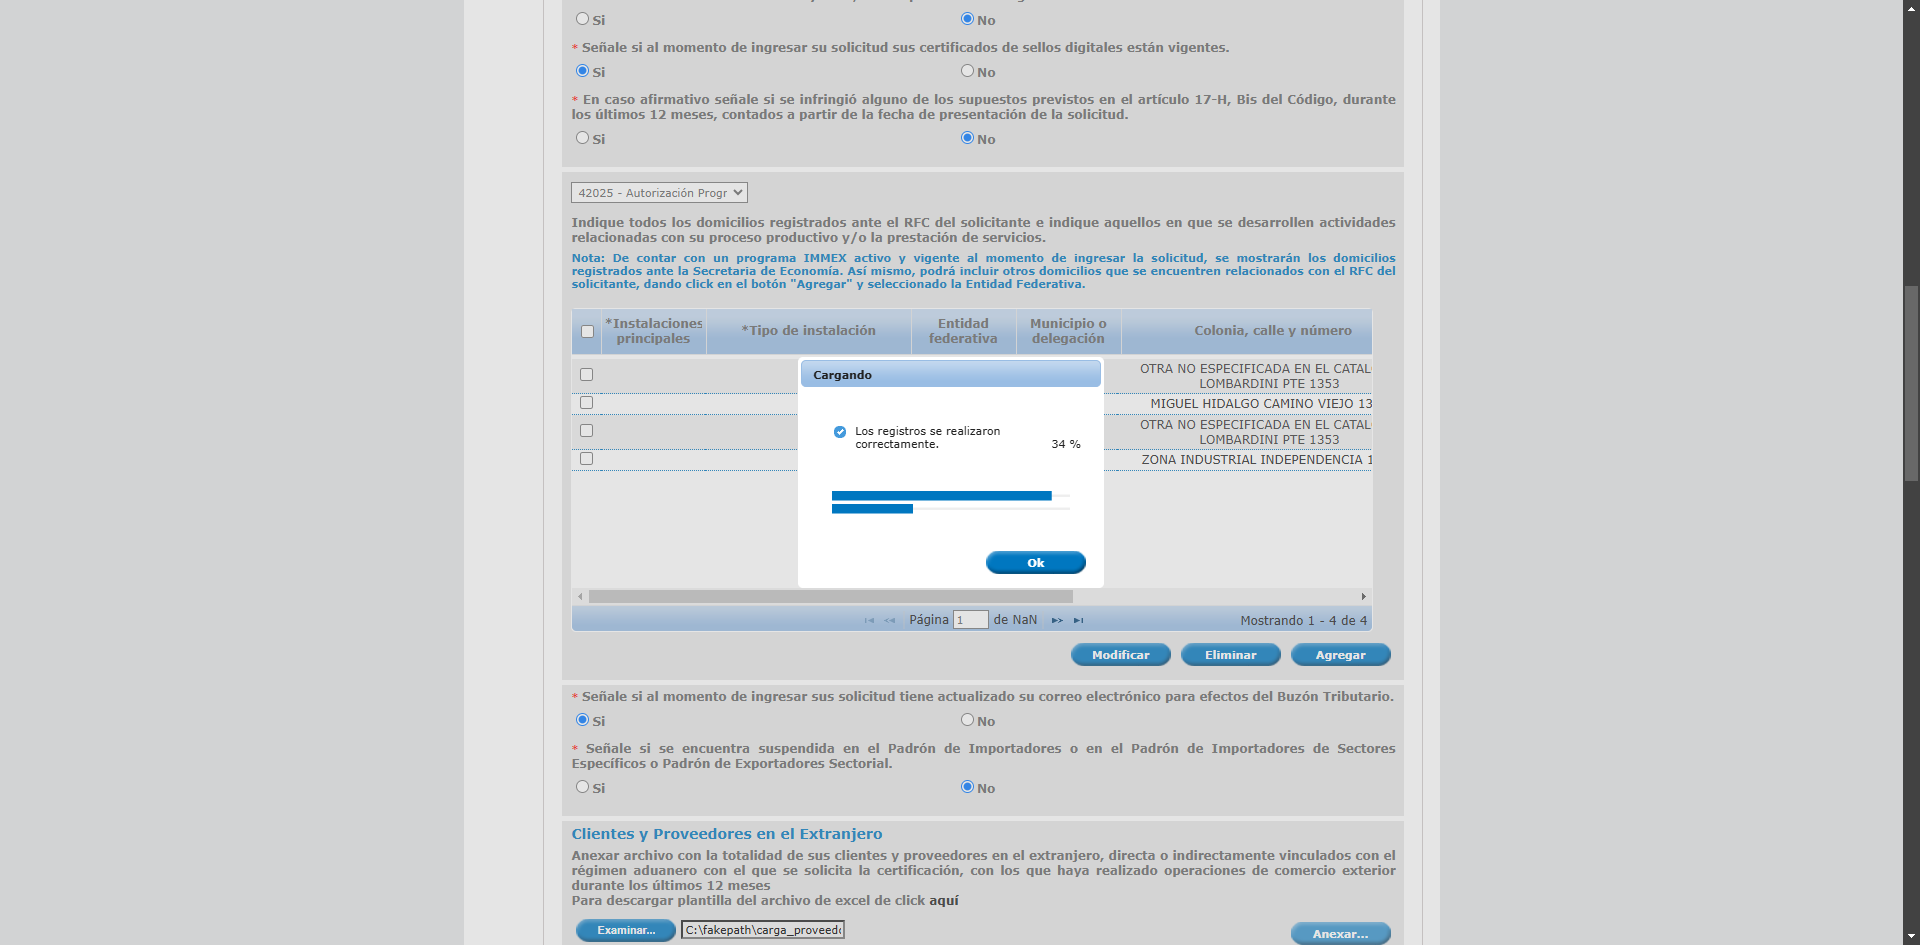 Si
No
* Señale si al momento de ingresar su solicitud sus certificados de sellos digitales están vigentes.
Si
No
* En caso afirmativo señale si se infringió alguno de los supuestos previstos en el artículo 17-H, Bis del Código, durante
los últimos 12 meses, contados a partir de la fecha de presentación de la solicitud.
Si
No
42025 - Autorización Progr
Indique todos los domicilios registrados ante el RFC del solicitante e indique aquellos en que se desarrollen actividades
relacionadas con su proceso productivo y/o la prestación de servicios.
Nota: De contar con un programa IMMEX activo y vigente al momento de ingresar la solicitud, se mostrarán los domicilios
registrados ante la Secretaria de Economía. Así mismo, podrá incluir otros domicilios que se encuentren relacionados con el RFC del
solicitante, dando click en el botón "Agregar" y seleccionado la Entidad Federativa.
*Instalaciones
principales
*Tipo de instalación
Entidad
federativa
Municipio o
delegación
Colonia, calle y número
OTRA NO ESPECIFICADA EN EL CATAL
LOMBARDINI PTE 1353
MIGUEL HIDALGO CAMINO VIEJO 13
OTRA NO ESPECIFICADA EN EL CATAL
LOMBARDINI PTE 1353
ZONA INDUSTRIAL INDEPENDENCIA 1
Cargando
Los registros se realizaron
correctamente.
34 %
Ok
Página 1 de NaN
Mostrando 1 - 4 de 4
Modificar
Eliminar
Agregar
* Señale si al momento de ingresar sus solicitud tiene actualizado su correo electrónico para efectos del Buzón Tributario.
Si
No
* Señale si se encuentra suspendida en el Padrón de Importadores o en el Padrón de Importadores de Sectores
Específicos o Padrón de Exportadores Sectorial.
Si
No
Clientes y Proveedores en el Extranjero
Anexar archivo con la totalidad de sus clientes y proveedores en el extranjero, directa o indirectamente vinculados con el
régimen aduanero con el que se solicita la certificación, con los que haya realizado operaciones de comercio exterior
durante los últimos 12 meses
Para descargar plantilla del archivo de excel de click aquí
Examinar...
C:\fakepath\carga_proveed
Anexar...